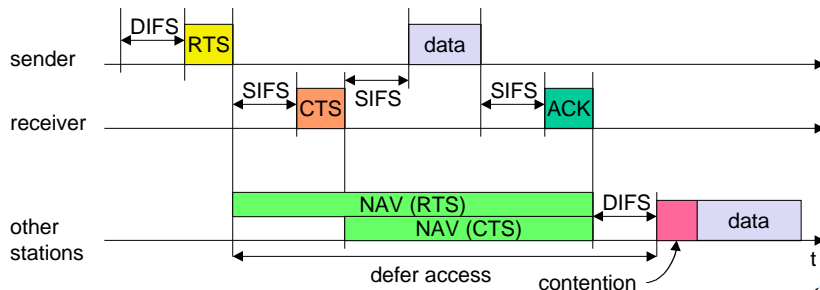 DIFS
RTS
data
sender
SIFS
CTS
SIFS
SIFS
ACK
receiver
NAV (RTS)
DIFS
NAV (CTS)
data
other
stations
t
defer access
contention